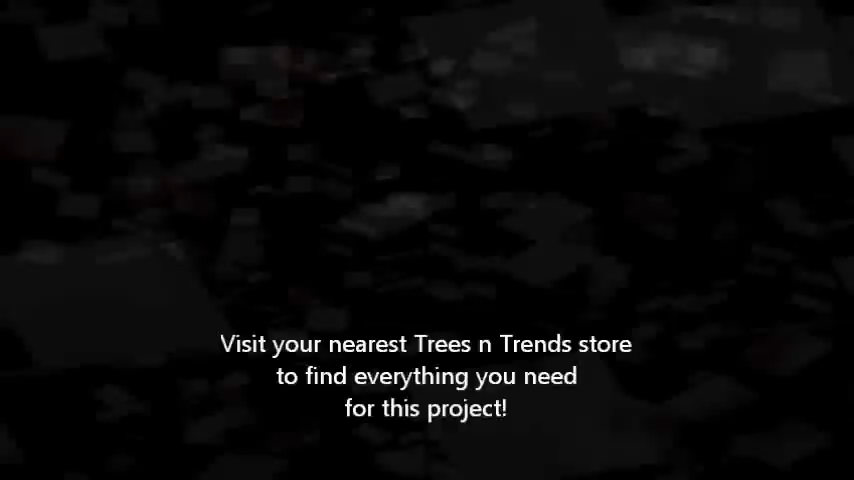 Visit your nearest Trees n Trends store
to find everything you need
for this project!